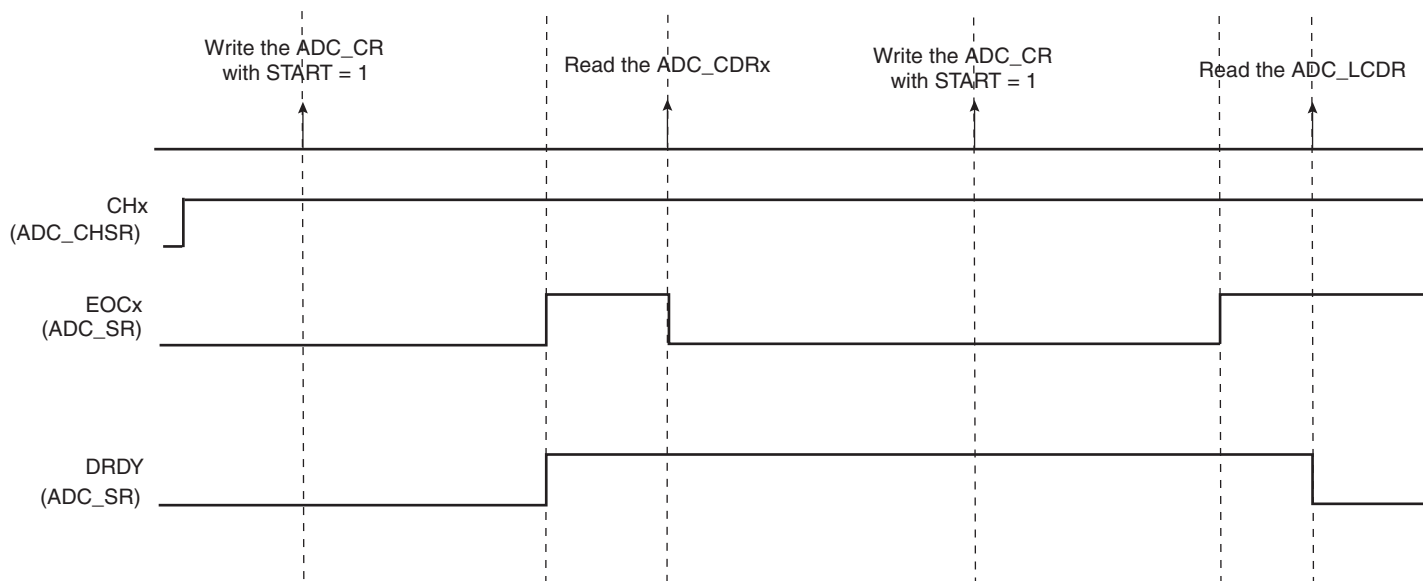 Write the ADC_CR
with START = 1
Read the ADC_CDRx
Write the ADC_CR
with START = 1
Read the ADC_LCDR
CHx
(ADC_CHSR)
EOCx
(ADC_SR)
DRDY
(ADC_SR)